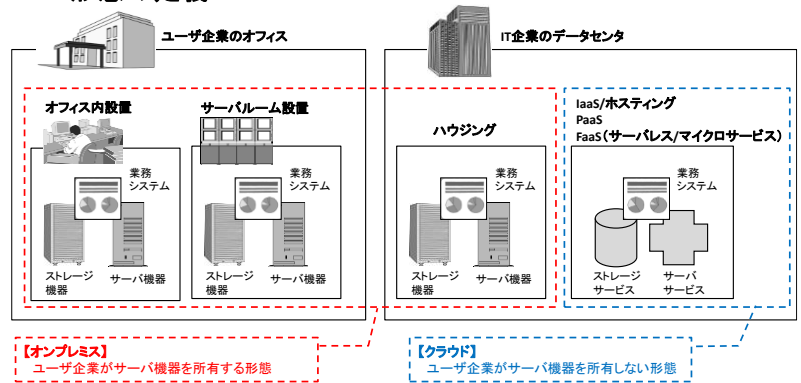 ユーザ企業のオフィス
IT企業のデータセンタ
オフィス内設置
サーバルーム設置
ハウジング
IaaS/ホスティング
PaaS
FaaS(サーバレス/マイクロサービス)
業務
システム
ストレージ
機器
サーバ機器
業務
システム
ストレージ
機器
サーバ機器
業務
システム
ストレージ
機器
サーバ機器
業務
システム
ストレージ
サービス
サーバ
サービス
【オンプレミス】
ユーザ企業がサーバ機器を所有する形態
【クラウド】
ユーザ企業がサーバ機器を所有しない形態